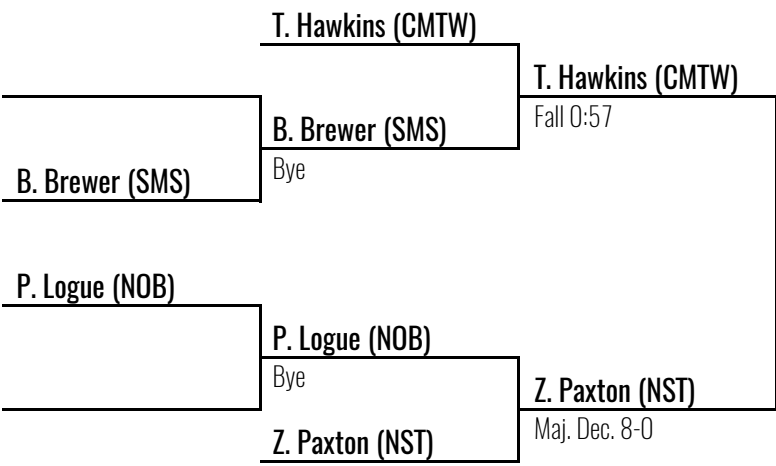 T. Hawkins (CMTW)
T. Hawkins (CMTW)
Fall 0:57
B. Brewer (SMS)
Bye
B. Brewer (SMS)
P. Logue (NOB)
P. Logue (NOB)
Bye
Z. Paxton (NST)
Maj. Dec. 8-0
Z. Paxton (NST)